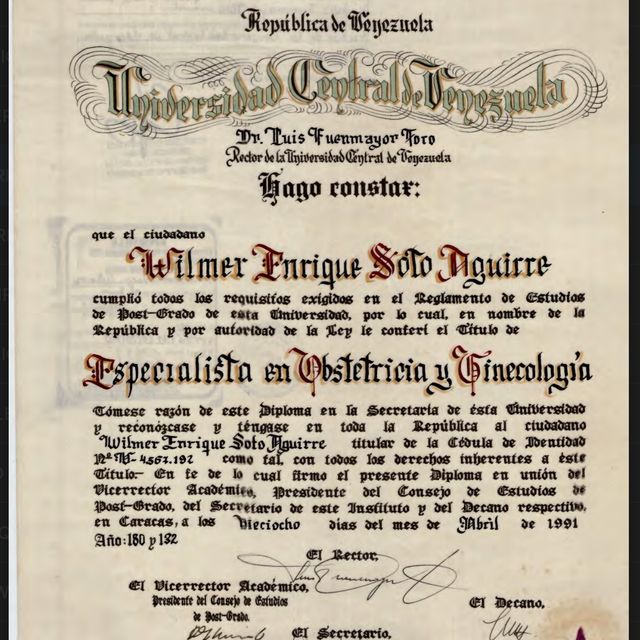 República de Venezuela
Universidad Central de Venezuela
Dr. Luis Fuenmayor Toro
Rector de la Universidad Central de Venezuela
Hago constar:
que el ciudadano
Wilmer Enrique Soto Aguirre
cumplió todos los requisitos exigidos en el Reglamento de Estudios
de Post-Grado de esta Universidad, por lo cual, en nombre de la
República y por autoridad de la Ley le conferí el Título de
Especialista en Obstetricia y Ginecología
Tómese razón de este Diploma en la Secretaría de ésta Universidad
y reconózcase y téngase en toda la República al ciudadano
Wilmer Enrique Soto Aguirre titular de la Cédula de Identidad
Nº V- 4.567.192 como tal, con todos los derechos inherentes a éste
Título.- En fe de lo cual firmo el presente Diploma en unión del
Vicerrector Académico, Presidente del Consejo de Estudios de
Post-Grado, del Secretario de este Instituto y del Decano respectivo,
en Caracas, a los Dieciocho días del mes de Abril de 1991
Año: 180 y 132
El Rector,
El Vicerrector Académico,
Presidente del Consejo de Estudios
de Post-Grado.
El Decano,
El Secretario,